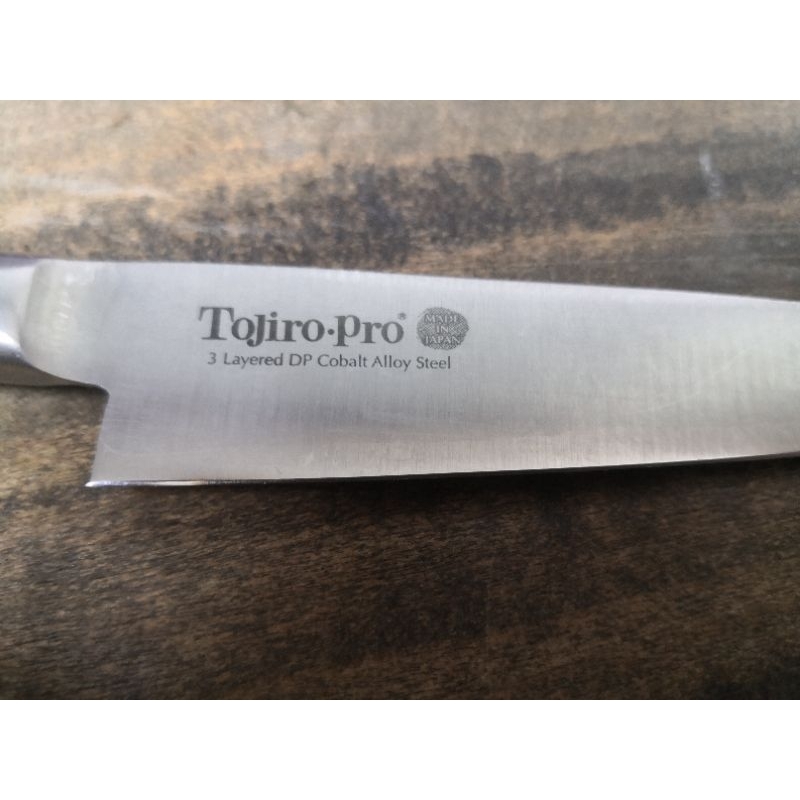 Tojiro·Pro®
MADE
IN
JAPAN
3 Layered DP Cobalt Alloy Steel